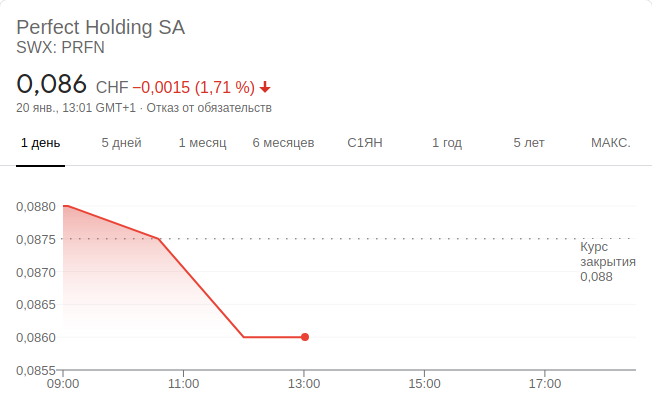 Perfect Holding SA
SWX: PRFN
0,086 CHF −0,0015 (1,71 %)
20 янв., 13:01 GMT+1 · Отказ от обязательств
1 день 5 дней 1 месяц 6 месяцев С1ЯН 1 год 5 лет МАКС.
0,0880
0,0875
Курс
закрытия
0,088
0,0870
0,0865
0,0860
0,0855
09:00 11:00 13:00 15:00 17:00